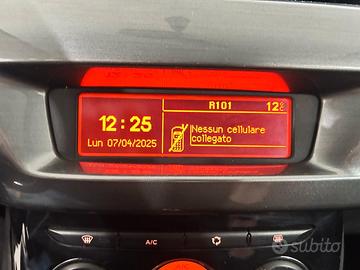 R101 12°C
12:25
Nessun cellulare
collegato
Lun 07/04/2025
A/C
subito